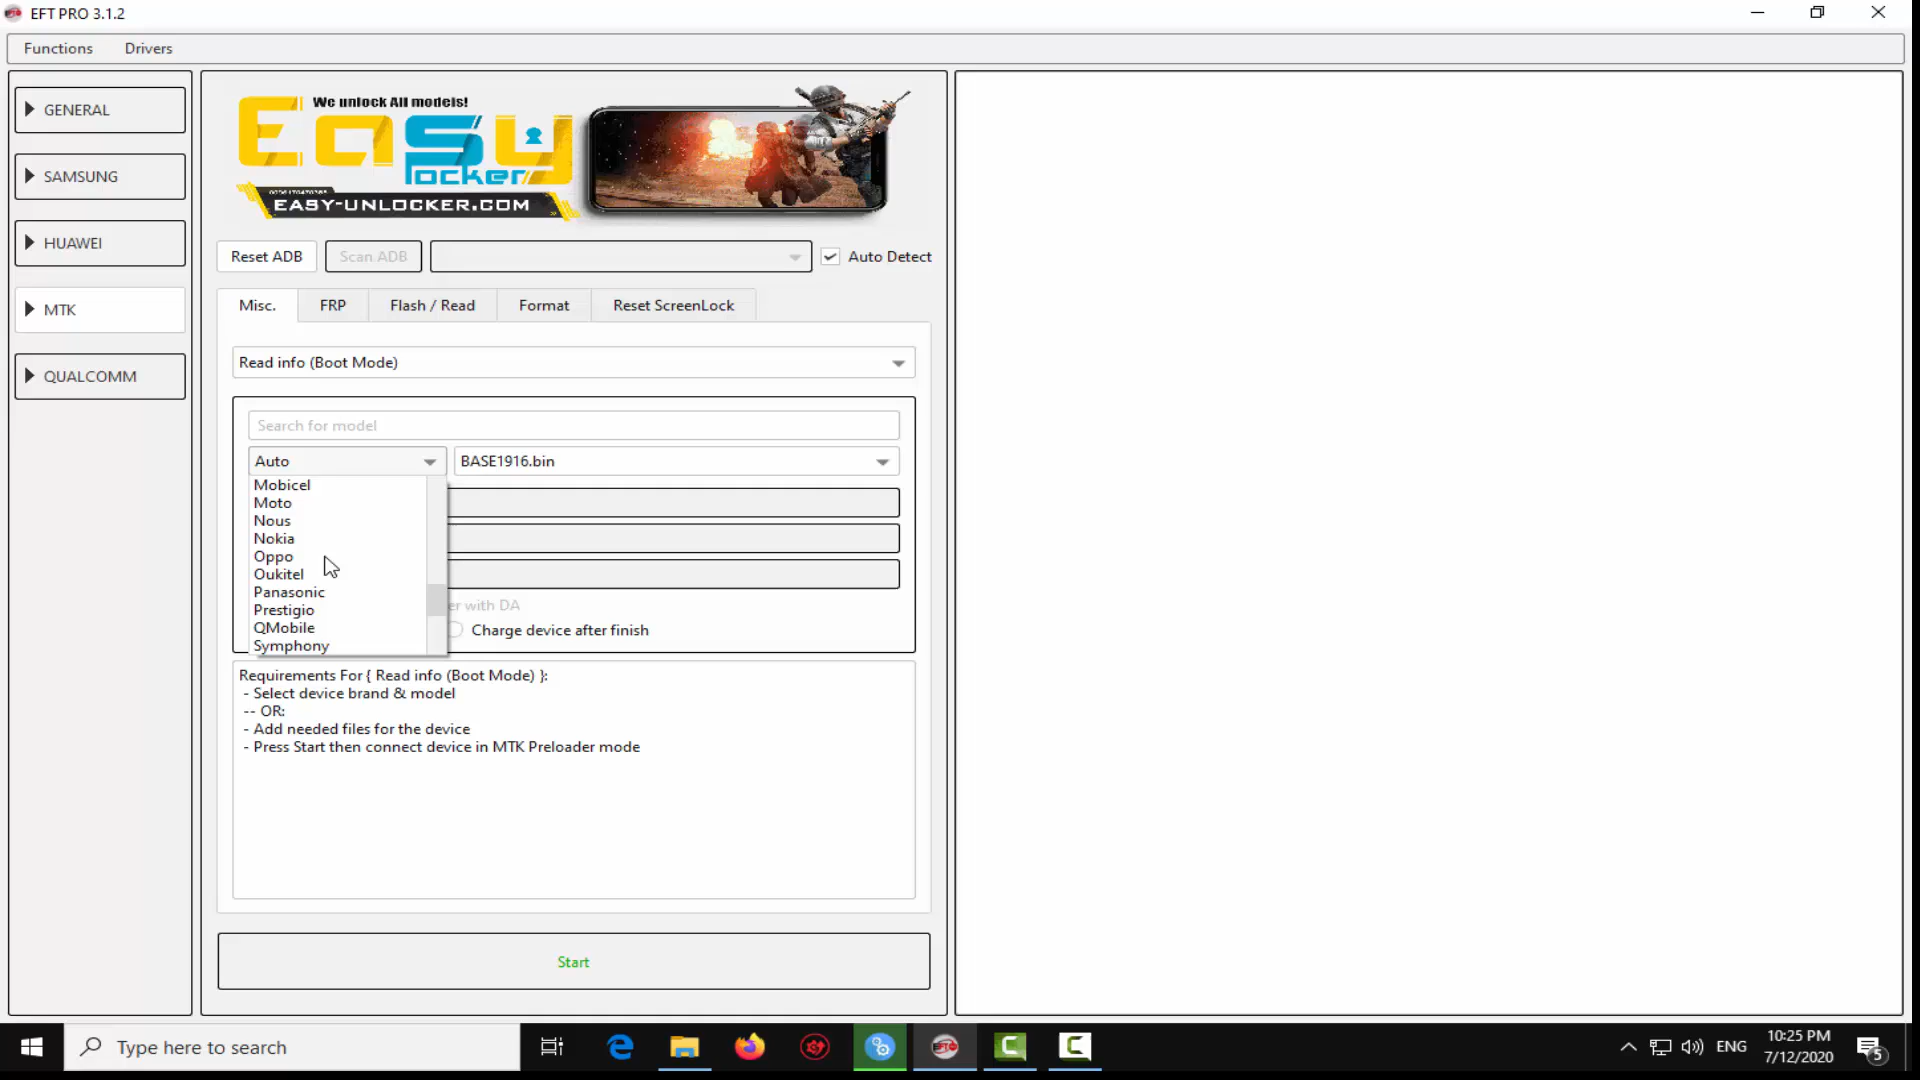 EFT PRO 3.1.2
Functions Drivers
GENERAL
SAMSUNG
HUAWEI
MTK
QUALCOMM
We unlock All models!
Easy
locker
EASY-UNLOCKER.COM
Reset ADB Scan ADB Auto Detect
Misc. FRP Flash / Read Format Reset ScreenLock
Read info (Boot Mode)
Search for model
Auto BASE1916.bin
Mobicel
Moto
Nous
Nokia
Oppo
Oukitel
Panasonic
Prestigio
QMobile
Symphony
er with DA
Charge device after finish
Requirements For { Read info (Boot Mode) }:
- Select device brand & model
-- OR:
- Add needed files for the device
- Press Start then connect device in MTK Preloader mode
Start
Type here to search
EFT
ENG
10:25 PM
7/12/2020
5